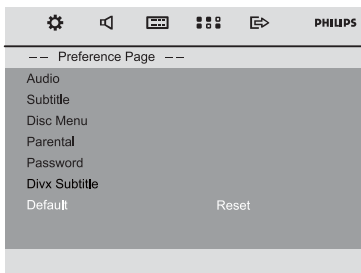 PHILIPS
-- Preference Page --
Audio
Subtitle
Disc Menu
Parental
Password
Divx Subtitle
Default Reset